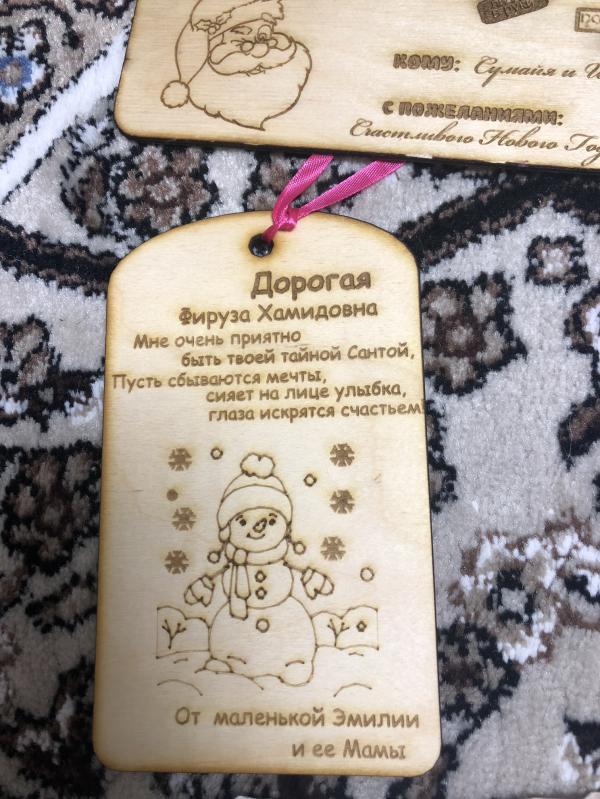 КОМУ: Сумайя и
С ПОЖЕЛАНИЯМИ:
Счастливого Нового
Дорогая
Фируза Хамидовна
Мне очень приятно
быть твоей тайной Сантой,
Пусть сбываются мечты,
сияет на лице улыбка,
глаза искрятся счастьем!
От маленькой Эмилии
и ее Мамы